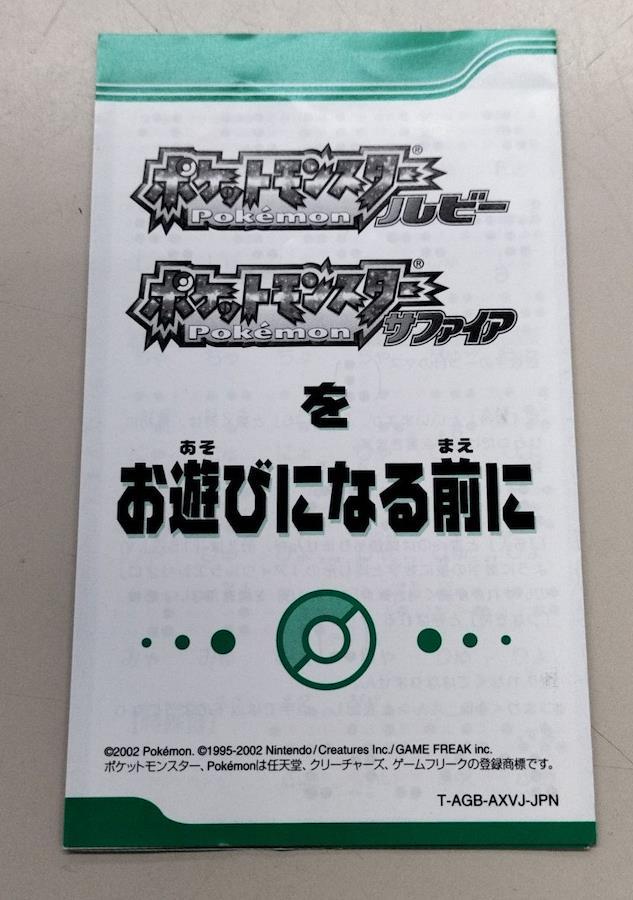 ポケットモンスター®
Pokémon ルビー
ポケットモンスター®
Pokémon サファイア
を
あそ まえ
お遊びになる前に
©2002 Pokémon. ©1995-2002 Nintendo/Creatures Inc./GAME FREAK inc.
ポケットモンスター、Pokémonは任天堂、クリーチャーズ、ゲームフリークの登録商標です。
T-AGB-AXVJ-JPN